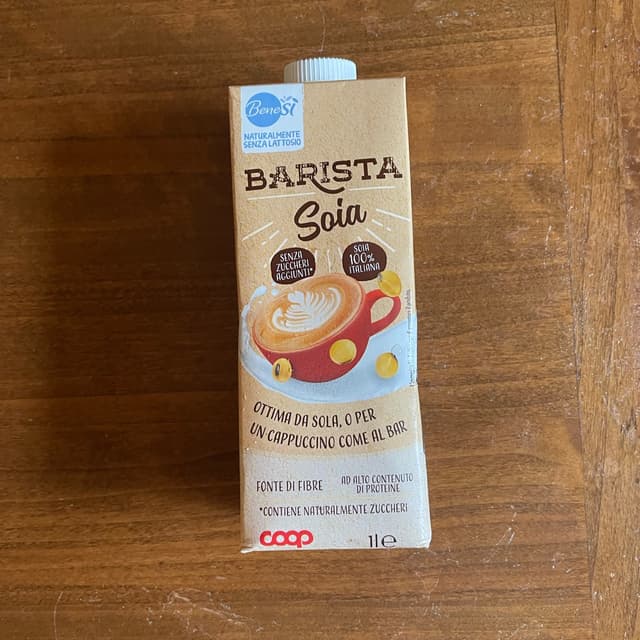 BeneSì
NATURALMENTE
SENZA LATTOSIO
BARISTA
Soia
SENZA
ZUCCHERI
AGGIUNTI*
SOIA
100%
ITALIANA
OTTIMA DA SOLA, O PER
UN CAPPUCCINO COME AL BAR
FONTE DI FIBRE
AD ALTO CONTENUTO
DI PROTEINE
*CONTIENE NATURALMENTE ZUCCHERI
coop
1l e